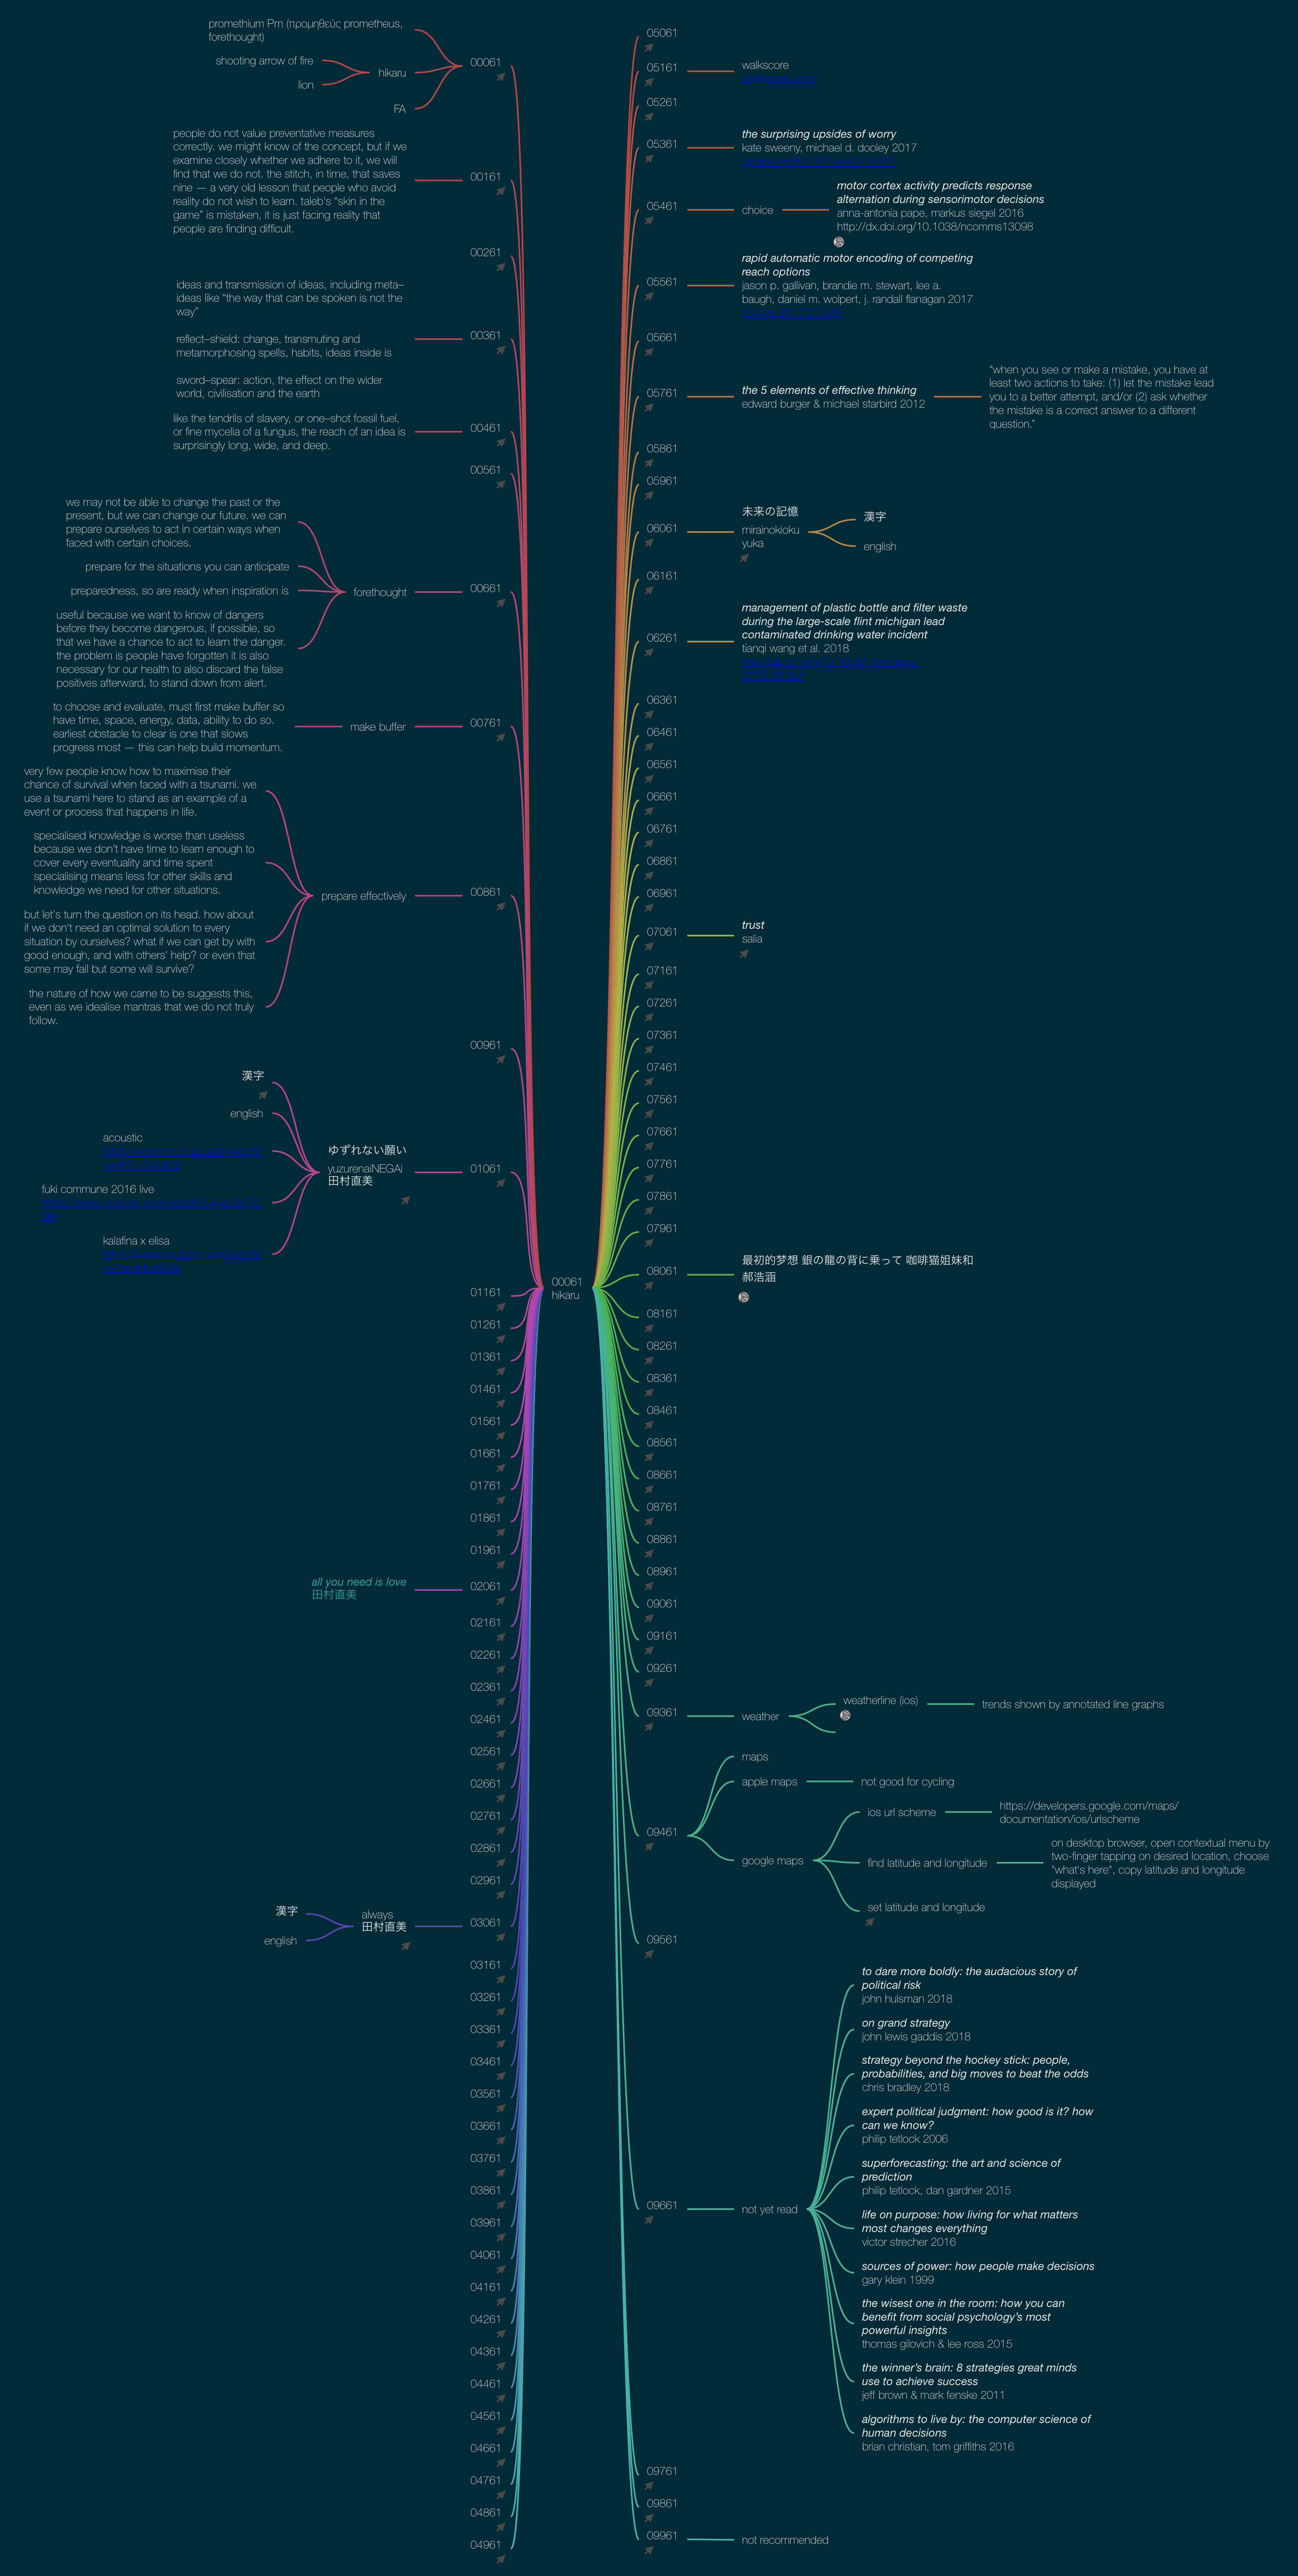 promethium Pm (προμηθεύς prometheus,
forethought)
shooting arrow of fire
hikaru
lion
FA
00061
people do not value preventative measures
correctly. we might know of the concept, but if we
examine closely whether we adhere to it, we will
find that we do not. the stitch, in time, that saves
nine — a very old lesson that people who avoid
reality do not wish to learn. taleb's "skin in the
game" is mistaken, it is just facing reality that
people are finding difficult.
00161
00261
ideas and transmission of ideas, including meta–
ideas like "the way that can be spoken is not the
way"
reflect–shield: change, transmuting and
metamorphosing spells, habits, ideas inside is
sword–spear: action, the effect on the wider
world, civilisation and the earth
00361
like the tendrils of slavery, or one–shot fossil fuel,
or fine mycelia of a fungus, the reach of an idea is
surprisingly long, wide, and deep.
00461
00561
we may not be able to change the past or the
present, but we can change our future. we can
prepare ourselves to act in certain ways when
faced with certain choices.
prepare for the situations you can anticipate
preparedness, so are ready when inspiration is
useful because we want to know of dangers
before they become dangerous, if possible, so
that we have a chance to act to learn the danger.
the problem is people have forgotten it is also
necessary for our health to also discard the false
positives afterward, to stand down from alert.
forethought
00661
to choose and evaluate, must first make buffer so
have time, space, energy, data, ability to do so.
earliest obstacle to clear is one that slows
progress most — this can help build momentum.
make buffer
00761
very few people know how to maximise their
chance of survival when faced with a tsunami. we
use a tsunami here to stand as an example of a
event or process that happens in life.
specialised knowledge is worse than useless
because we don't have time to learn enough to
cover every eventuality and time spent
specialising means less for other skills and
knowledge we need for other situations.
but let's turn the question on its head. how about
if we don't need an optimal solution to every
situation by ourselves? what if we can get by with
good enough, and with others' help? or even that
some may fail but some will survive?
the nature of how we came to be suggests this,
even as we idealise mantras that we do not truly
follow.
prepare effectively
00861
00961
漢字
english
acoustic
fuki commune 2016 live
kalafina x elisa
ゆずれない願い
yuzurenaiNEGAi
田村直美
01061
01161
01261
01361
01461
01561
01661
01761
01861
01961
all you need is love
田村直美
02061
02161
02261
02361
02461
02561
02661
02761
02861
02961
漢字
english
always
田村直美
03061
03161
03261
03361
03461
03561
03661
03761
03861
03961
04061
04161
04261
04361
04461
04561
04661
04761
04861
04961
00061
hikaru
05061
05161
walkscore
05261
05361
the surprising upsides of worry
kate sweeny, michael d. dooley 2017
05461
choice
motor cortex activity predicts response
alternation during sensorimotor decisions
anna-antonia pape, markus siegel 2016
http://dx.doi.org/10.1038/ncomms13098
05561
rapid automatic motor encoding of competing
reach options
jason p. gallivan, brandie m. stewart, lee a.
baugh, daniel m. wolpert, j. randall flanagan 2017
05661
05761
the 5 elements of effective thinking
edward burger & michael starbird 2012
"when you see or make a mistake, you have at
least two actions to take: (1) let the mistake lead
you to a better attempt, and/or (2) ask whether
the mistake is a correct answer to a different
question."
05861
05961
06061
未来の記憶
mirainokioku
yuka
漢字
english
06161
06261
management of plastic bottle and filter waste
during the large-scale flint michigan lead
contaminated drinking water incident
tianqi wang et al. 2018
06361
06461
06561
06661
06761
06861
06961
07061
trust
salia
07161
07261
07361
07461
07561
07661
07761
07861
07961
08061
最初的梦想 銀の龍の背に乗って 咖啡猫姐妹和
郝浩涵
08161
08261
08361
08461
08561
08661
08761
08861
08961
09061
09161
09261
09361
weather
weatherline (ios)
trends shown by annotated line graphs
09461
maps
apple maps
not good for cycling
google maps
ios url scheme
https://developers.google.com/maps/
documentation/ios/urlscheme
find latitude and longitude
on desktop browser, open contextual menu by
two-finger tapping on desired location, choose
"what's here", copy latitude and longitude
displayed
set latitude and longitude
09561
09661
not yet read
to dare more boldly: the audacious story of
political risk
john hulsman 2018
on grand strategy
john lewis gaddis 2018
strategy beyond the hockey stick: people,
probabilities, and big moves to beat the odds
chris bradley 2018
expert political judgment: how good is it? how
can we know?
philip tetlock 2006
superforecasting: the art and science of
prediction
philip tetlock, dan gardner 2015
life on purpose: how living for what matters
most changes everything
victor strecher 2016
sources of power: how people make decisions
gary klein 1999
the wisest one in the room: how you can
benefit from social psychology's most
powerful insights
thomas gilovich & lee ross 2015
the winner's brain: 8 strategies great minds
use to achieve success
jeff brown & mark fenske 2011
algorithms to live by: the computer science of
human decisions
brian christian, tom griffiths 2016
09761
09861
09961
not recommended